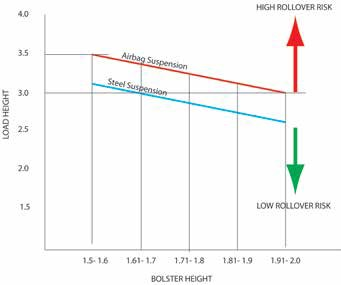 HIGH ROLLOVER RISK
4.0
3.5
3.0
2.5
2.0
1.5
LOAD HEIGHT
Airbag Suspension
Steel Suspension
LOW ROLLOVER RISK
1.5- 1.6
1.61- 1.7
1.71- 1.8
1.81- 1.9
1.91- 2.0
BOLSTER HEIGHT